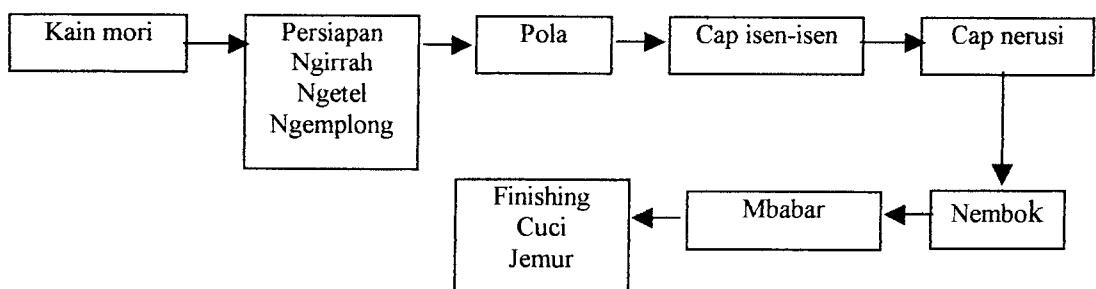 Kain mori
Persiapan
Ngirrah
Ngetel
Ngemplong
Pola
Cap isen-isen
Cap nerusi
Nembok
Mbabar
Finishing
Cuci
Jemur